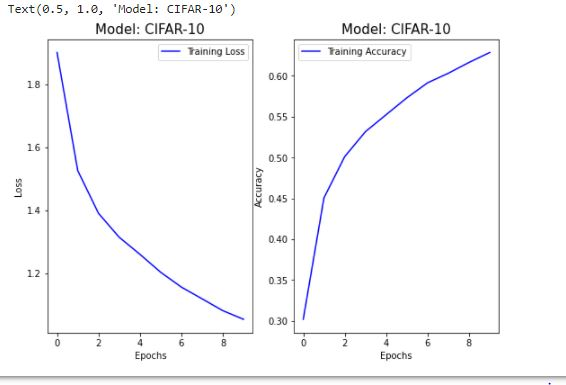 Text(0.5, 1.0, 'Model: CIFAR-10')
Model: CIFAR-10
Training Loss
1.8
1.6
1.4
1.2
Loss
0 2 4 6 8
Epochs
Model: CIFAR-10
Training Accuracy
0.60
0.55
0.50
0.45
0.40
0.35
0.30
Accuracy
0 2 4 6 8
Epochs